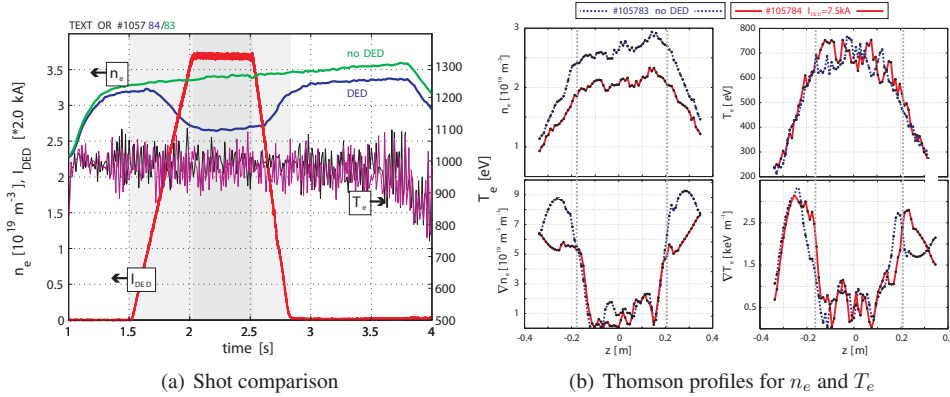 TEXT OR #1057 84/83
no DED
n_e
DED
T_e
I_DED
n_e [10^19 m^-3], I_DED [*2.0 kA]
4
3.5
3
2.5
2
1.5
1
0.5
0
T_e [eV]
1300
1200
1100
1000
900
800
700
600
500
1
1.5
2
2.5
3
3.5
4
time [s]
(a) Shot comparison
#105783 no DED
#105784 I_DED=7.5kA
n_e [10^19 m^-3]
3
2
1
T_e [eV]
800
700
600
500
400
300
200
∇n_e [10^19 m^-3 m^-1]
9
7
5
3
1
∇T_e [keV m^-1]
3
2
1
-0.4
-0.2
0
0.2
0.4
z [m]
-0.4
-0.2
0
0.2
0.4
z [m]
(b) Thomson profiles for n_e and T_e